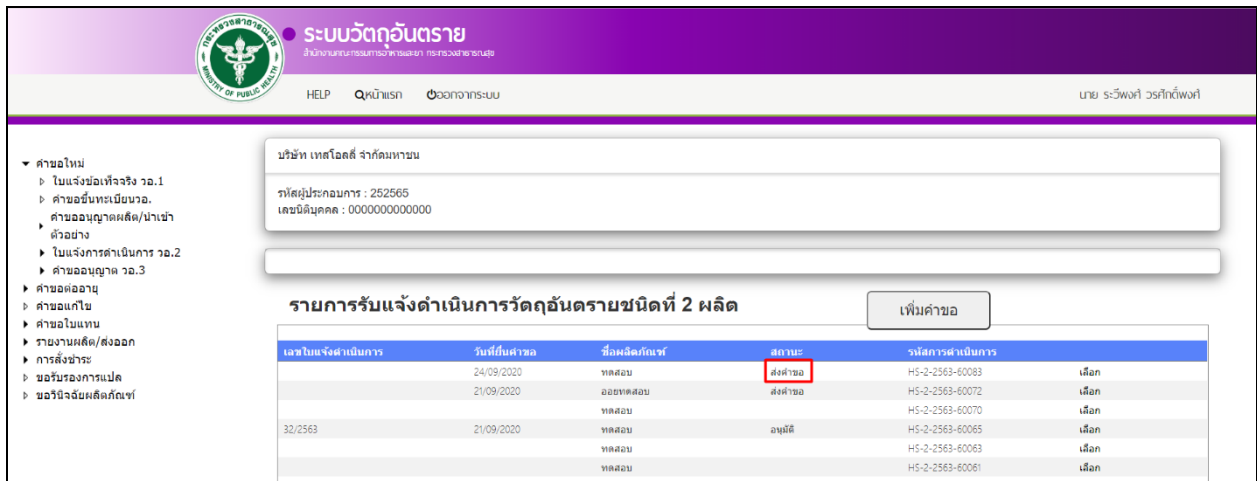 กระทรวงสาธารณสุข
MINISTRY OF PUBLIC HEALTH
ระบบวัตถุอันตราย
สำนักงานคณะกรรมการอาหารและยา กระทรวงสาธารณสุข
HELP หน้าแรก ออกจากระบบ นาย ระวีพงศ์ วรศักดิ์พงศ์
คำขอใหม่
ใบแจ้งข้อเท็จจริง วอ.1
คำขอขึ้นทะเบียนวอ.
คำขออนุญาตผลิต/นำเข้า
ตัวอย่าง
ใบแจ้งการดำเนินการ วอ.2
คำขออนุญาต วอ.3
คำขอต่ออายุ
คำขอแก้ไข
คำขอใบแทน
รายงานผลิต/ส่งออก
การสั่งชำระ
ขอรับรองการแปล
ขอวินิจฉัยผลิตภัณฑ์
บริษัท เทสโอลลี่ จำกัดมหาชน
รหัสผู้ประกอบการ : 252565
เลขนิติบุคคล : 0000000000000
รายการรับแจ้งดำเนินการวัตถุอันตรายชนิดที่ 2 ผลิต เพิ่มคำขอ
เลขใบแจ้งดำเนินการ วันที่ยื่นคำขอ ชื่อผลิตภัณฑ์ สถานะ รหัสการดำเนินการ
24/09/2020 ทดสอบ ส่งคำขอ HS-2-2563-60083 เลือก
21/09/2020 ออยทดสอบ ส่งคำขอ HS-2-2563-60072 เลือก
ทดสอบ HS-2-2563-60070 เลือก
32/2563 21/09/2020 ทดสอบ อนุมัติ HS-2-2563-60065 เลือก
ทดสอบ HS-2-2563-60063 เลือก
ทดสอบ HS-2-2563-60061 เลือก